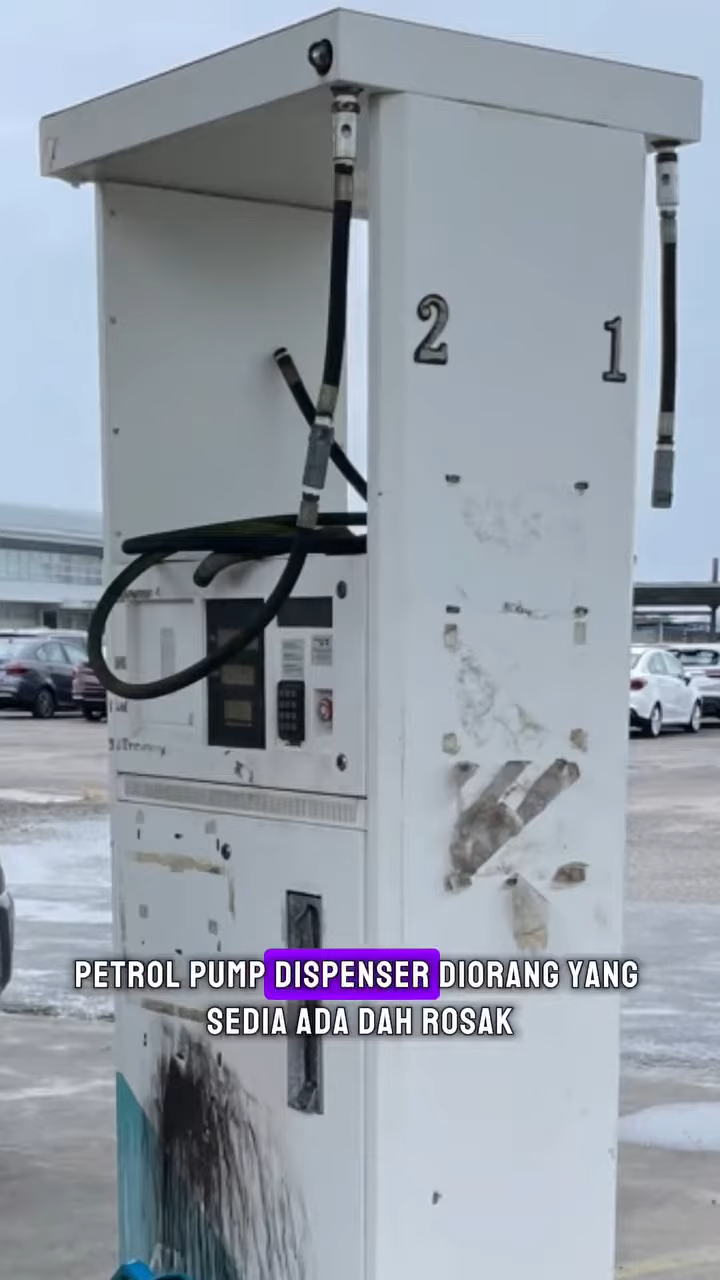 2
1
PETROL PUMP DISPENSER DIORANG YANG
SEDIA ADA DAH ROSAK